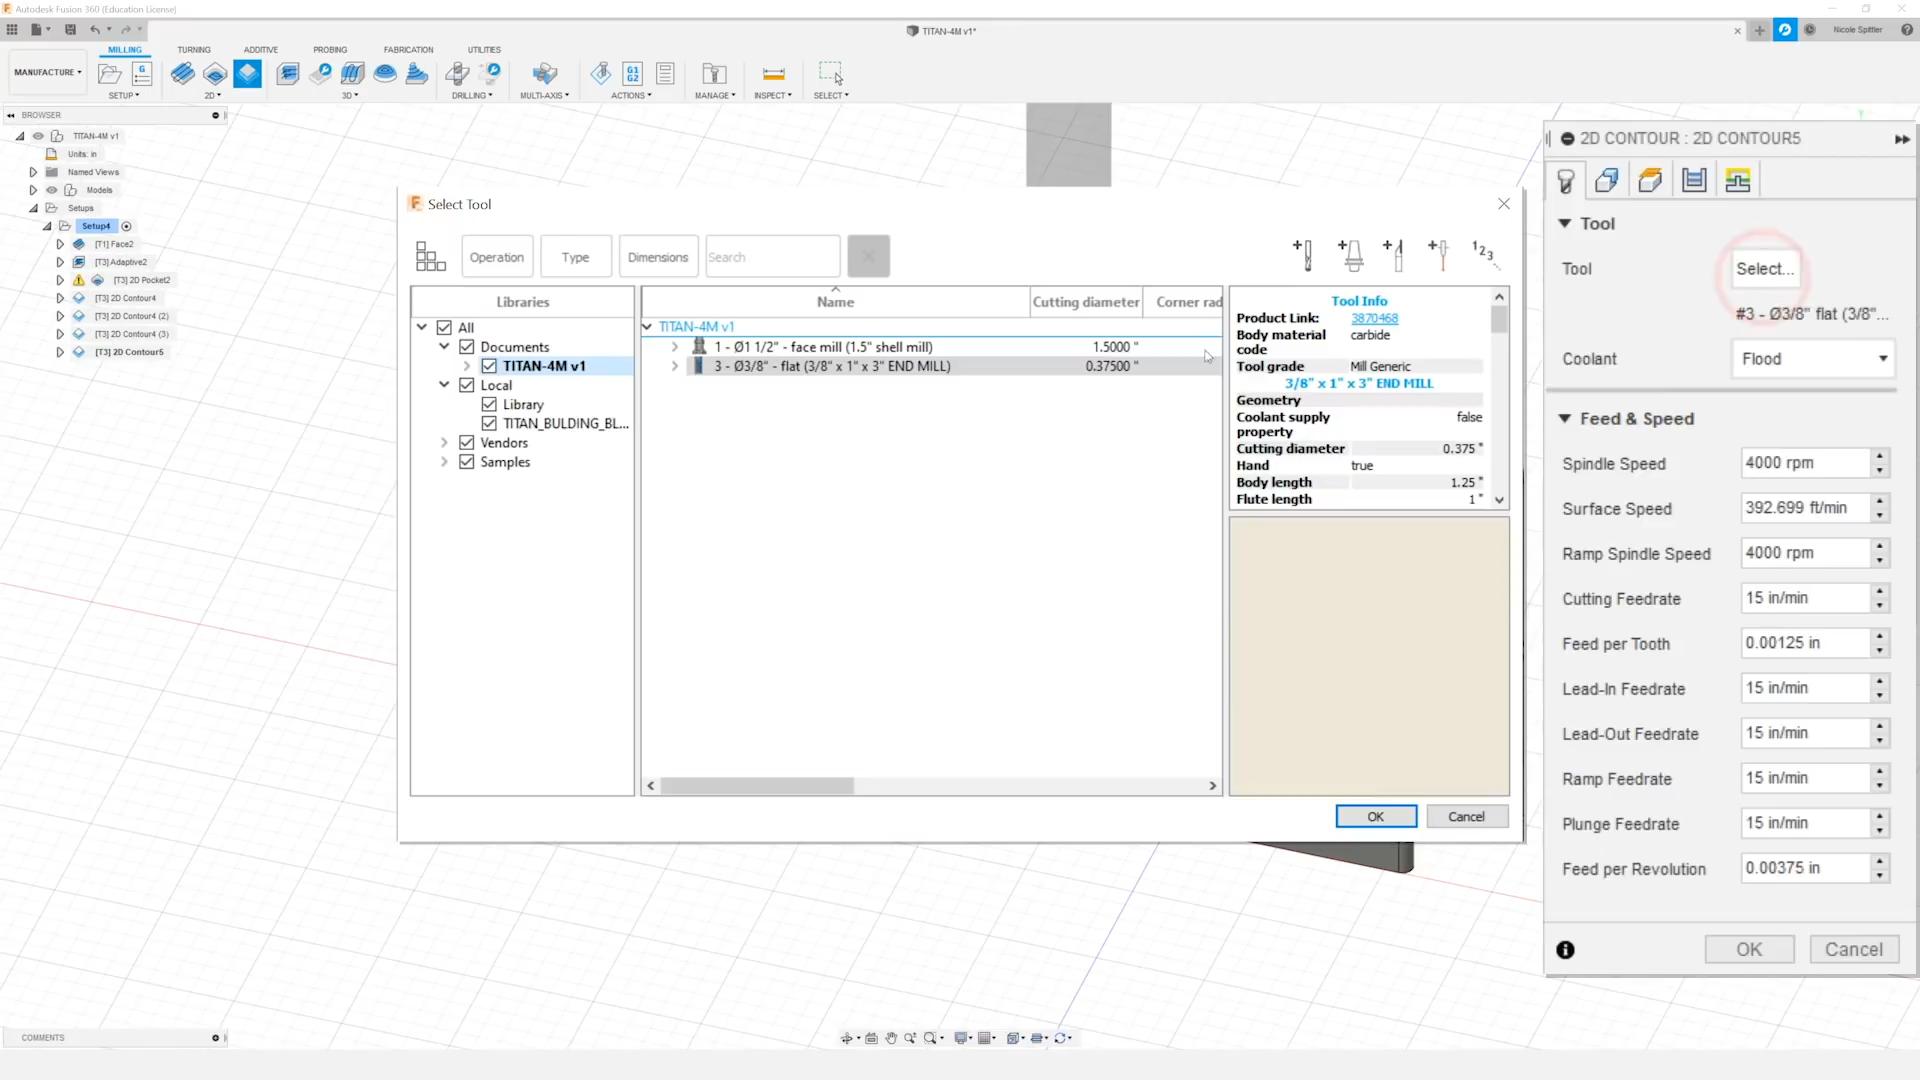 Autodesk Fusion 360 (Education License)
TITAN-4M v1*
Nicole Spitler
MANUFACTURE
MILLING TURNING ADDITIVE PROBING FABRICATION UTILITIES
SETUP 2D 3D DRILLING MULTI-AXIS ACTIONS MANAGE INSPECT SELECT
G1
G2
BROWSER
TITAN-4M v1
Units: in
Named Views
Models
Setups
Setup4
[T1] Face2
[T3] Adaptive2
[T3] 2D Pocket2
[T3] 2D Contour4
[T3] 2D Contour4 (2)
[T3] 2D Contour4 (3)
[T3] 2D Contour5
COMMENTS
Select Tool
Operation Type Dimensions Search
1 2 3
Libraries
All
Documents
TITAN-4M v1
Local
Library
TITAN_BULDING_BL...
Vendors
Samples
Name Cutting diameter Corner rad
TITAN-4M v1
1 - Ø1 1/2" - face mill (1.5" shell mill) 1.5000 "
3 - Ø3/8" - flat (3/8" x 1" x 3" END MILL) 0.37500 "
Tool Info
Product Link: 3870468
Body material code carbide
Tool grade Mill Generic
3/8" x 1" x 3" END MILL
Geometry
Coolant supply property false
Cutting diameter 0.375 "
Hand true
Body length 1.25 "
Flute length 1 "
OK Cancel
2D CONTOUR : 2D CONTOUR5
Tool
Tool Select...
#3 - Ø3/8" flat (3/8"...
Coolant Flood
Feed & Speed
Spindle Speed 4000 rpm
Surface Speed 392.699 ft/min
Ramp Spindle Speed 4000 rpm
Cutting Feedrate 15 in/min
Feed per Tooth 0.00125 in
Lead-In Feedrate 15 in/min
Lead-Out Feedrate 15 in/min
Ramp Feedrate 15 in/min
Plunge Feedrate 15 in/min
Feed per Revolution 0.00375 in
OK Cancel